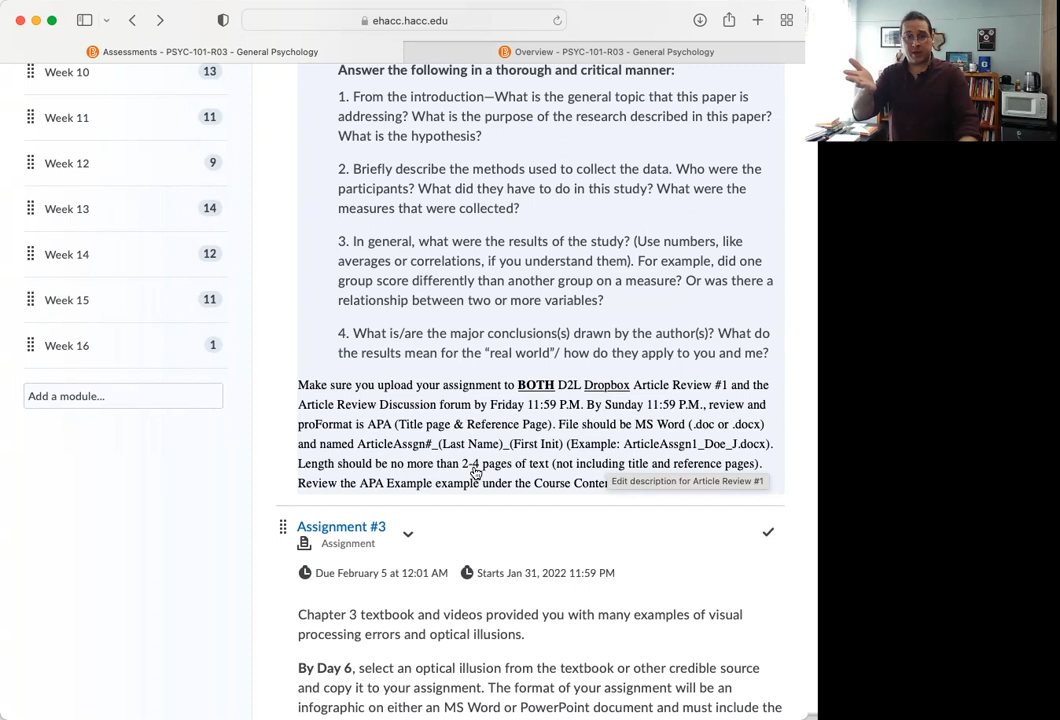 ehacc.hacc.edu
Assessments - PSYC-101-R03 - General Psychology
Overview - PSYC-101-R03 - General Psychology
Week 10
13
Week 11
11
Week 12
9
Week 13
14
Week 14
12
Week 15
11
Week 16
1
Add a module...
Answer the following in a thorough and critical manner:
1. From the introduction—What is the general topic that this paper is
addressing? What is the purpose of the research described in this paper?
What is the hypothesis?
2. Briefly describe the methods used to collect the data. Who were the
participants? What did they have to do in this study? What were the
measures that were collected?
3. In general, what were the results of the study? (Use numbers, like
averages or correlations, if you understand them). For example, did one
group score differently than another group on a measure? Or was there a
relationship between two or more variables?
4. What is/are the major conclusions(s) drawn by the author(s)? What do
the results mean for the “real world”/ how do they apply to you and me?
Make sure you upload your assignment to BOTH D2L Dropbox Article Review #1 and the
Article Review Discussion forum by Friday 11:59 P.M. By Sunday 11:59 P.M., review and
proFormat is APA (Title page & Reference Page). File should be MS Word (.doc or .docx)
and named ArticleAssgn#_(Last Name)_(First Init) (Example: ArticleAssgn1_Doe_J.docx).
Length should be no more than 2-4 pages of text (not including title and reference pages).
Review the APA Example example under the Course Conten
Edit description for Article Review #1
Assignment #3
Assignment
Due February 5 at 12:01 AM
Starts Jan 31, 2022 11:59 PM
Chapter 3 textbook and videos provided you with many examples of visual
processing errors and optical illusions.
By Day 6, select an optical illusion from the textbook or other credible source
and copy it to your assignment. The format of your assignment will be an
infographic on either an MS Word or PowerPoint document and must include the